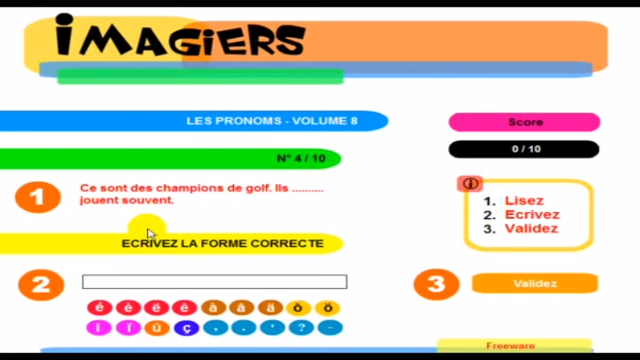 iMAGiERS
LES PRONOMS - VOLUME 8
Score
N° 4 / 10
0 / 10
1
Ce sont des champions de golf. Ils ..........
jouent souvent.
1. Lisez
2. Ecrivez
3. Validez
ECRIVEZ LA FORME CORRECTE
2
3
Validez
é è ë ê à â ä ô ö
î ï ù ç , . ' ? -
Freeware